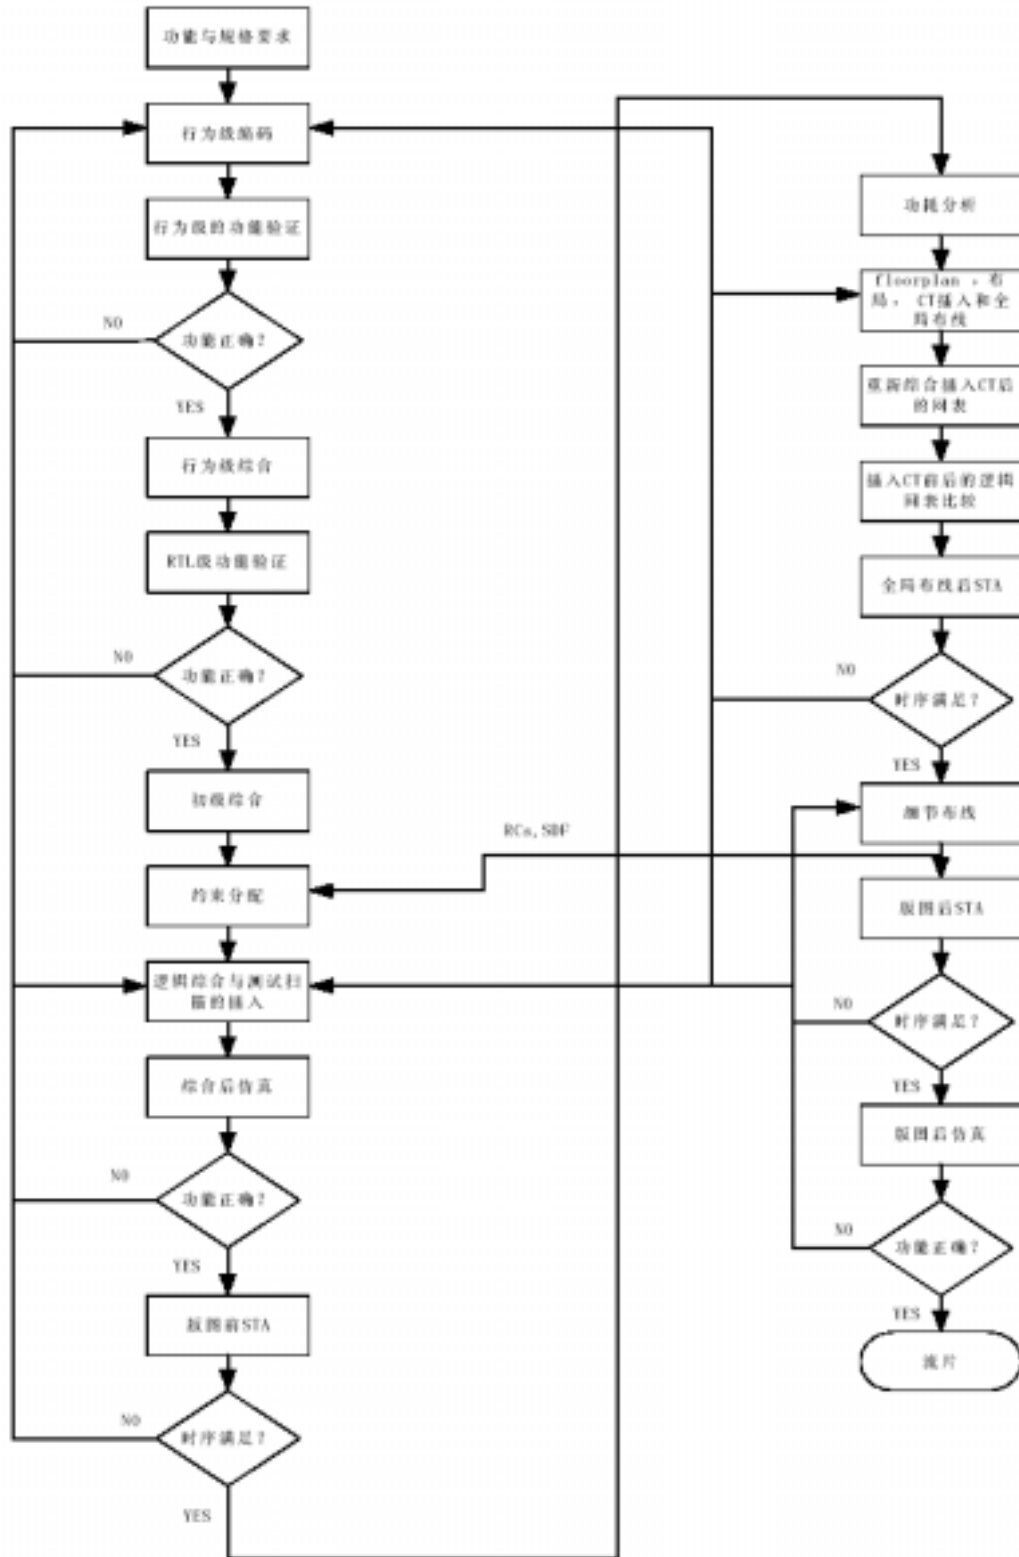 功能与规格要求
行为级编码
行为级的功能验证
功能正确？
NO
YES
行为级综合
RTL级功能验证
功能正确？
NO
YES
初级综合
约束分配
逻辑综合与测试扫
描的插入
综合后仿真
功能正确？
NO
YES
版图前STA
时序满足？
NO
YES
RCs,SDF
功耗分析
floorplan ，布
局， CT插入和全
局布线
重新综合插入CT后
的网表
插入CT前后的逻辑
网表比较
全局布线后STA
时序满足？
NO
YES
细节布线
版图后STA
时序满足？
NO
YES
版图后仿真
功能正确？
NO
YES
流片